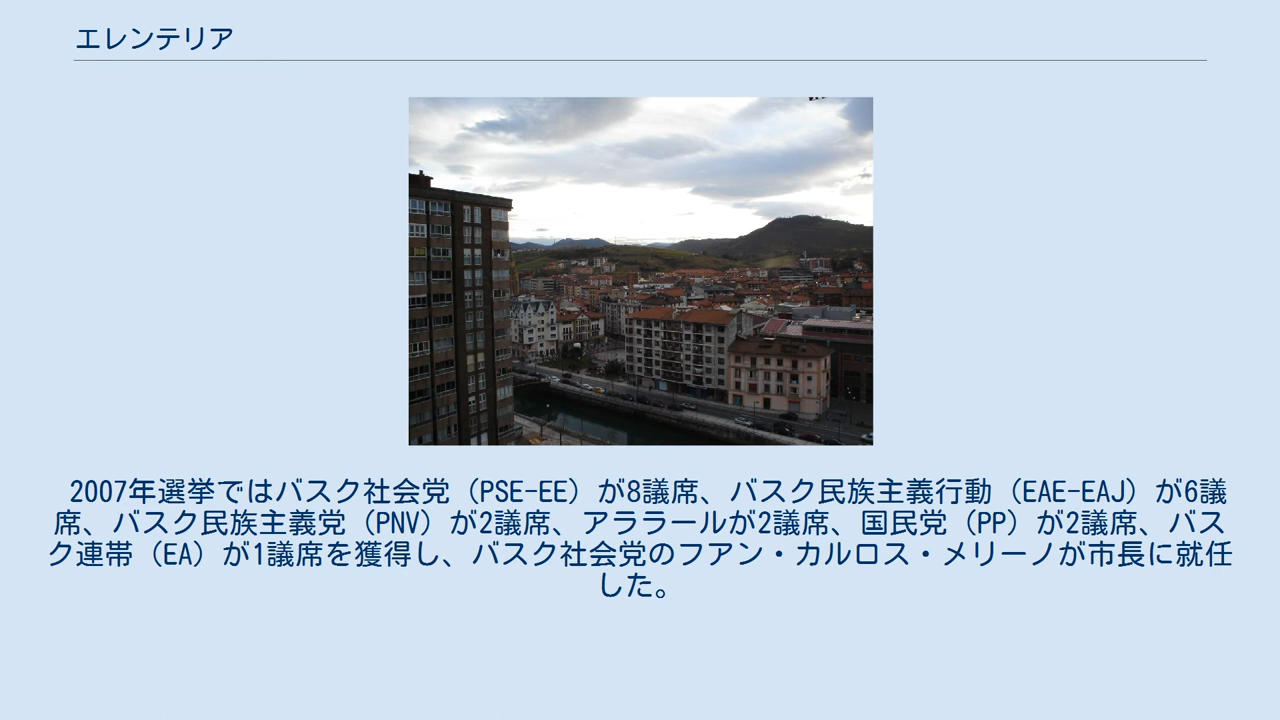 エレンテリア
2007年選挙ではバスク社会党（PSE-EE）が8議席、バスク民族主義行動（EAE-EAJ）が6議
席、バスク民族主義党（PNV）が2議席、アララールが2議席、国民党（PP）が2議席、バス
ク連帯（EA）が1議席を獲得し、バスク社会党のフアン・カルロス・メリーノが市長に就任
した。